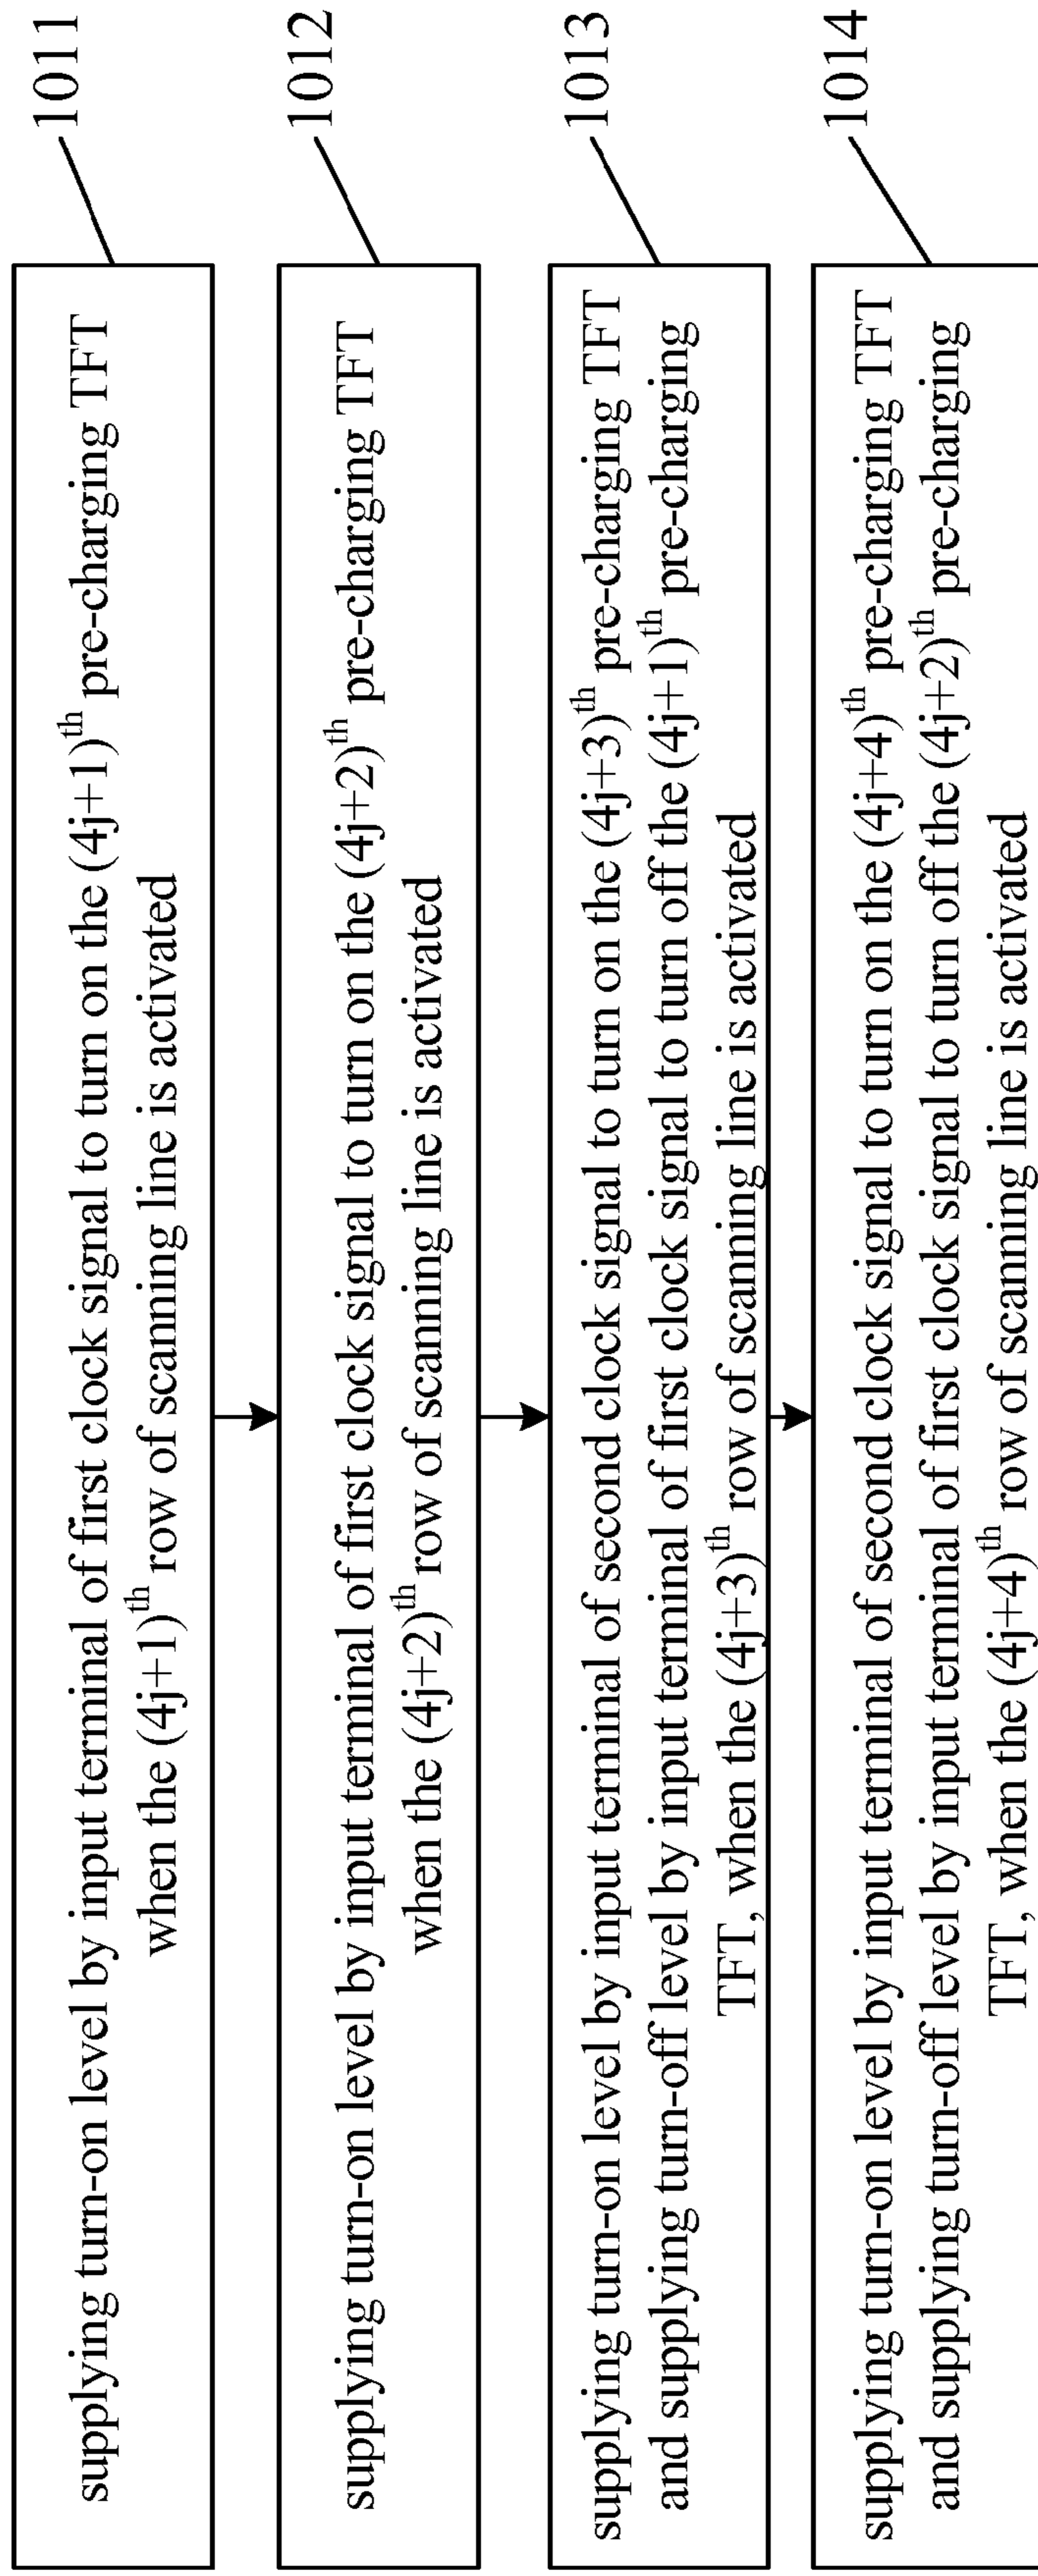 supplying turn-on level by input terminal of first clock signal to turn on the (4j+1)th pre-charging TFT
when the (4j+1)th row of scanning line is activated
1011
supplying turn-on level by input terminal of first clock signal to turn on the (4j+2)th pre-charging TFT
when the (4j+2)th row of scanning line is activated
1012
supplying turn-on level by input terminal of second clock signal to turn on the (4j+3)th pre-charging TFT
and supplying turn-off level by input terminal of first clock signal to turn off the (4j+1)th pre-charging
TFT, when the (4j+3)th row of scanning line is activated
1013
supplying turn-on level by input terminal of second clock signal to turn on the (4j+4)th pre-charging TFT
and supplying turn-off level by input terminal of first clock signal to turn off the (4j+2)th pre-charging
TFT, when the (4j+4)th row of scanning line is activated
1014